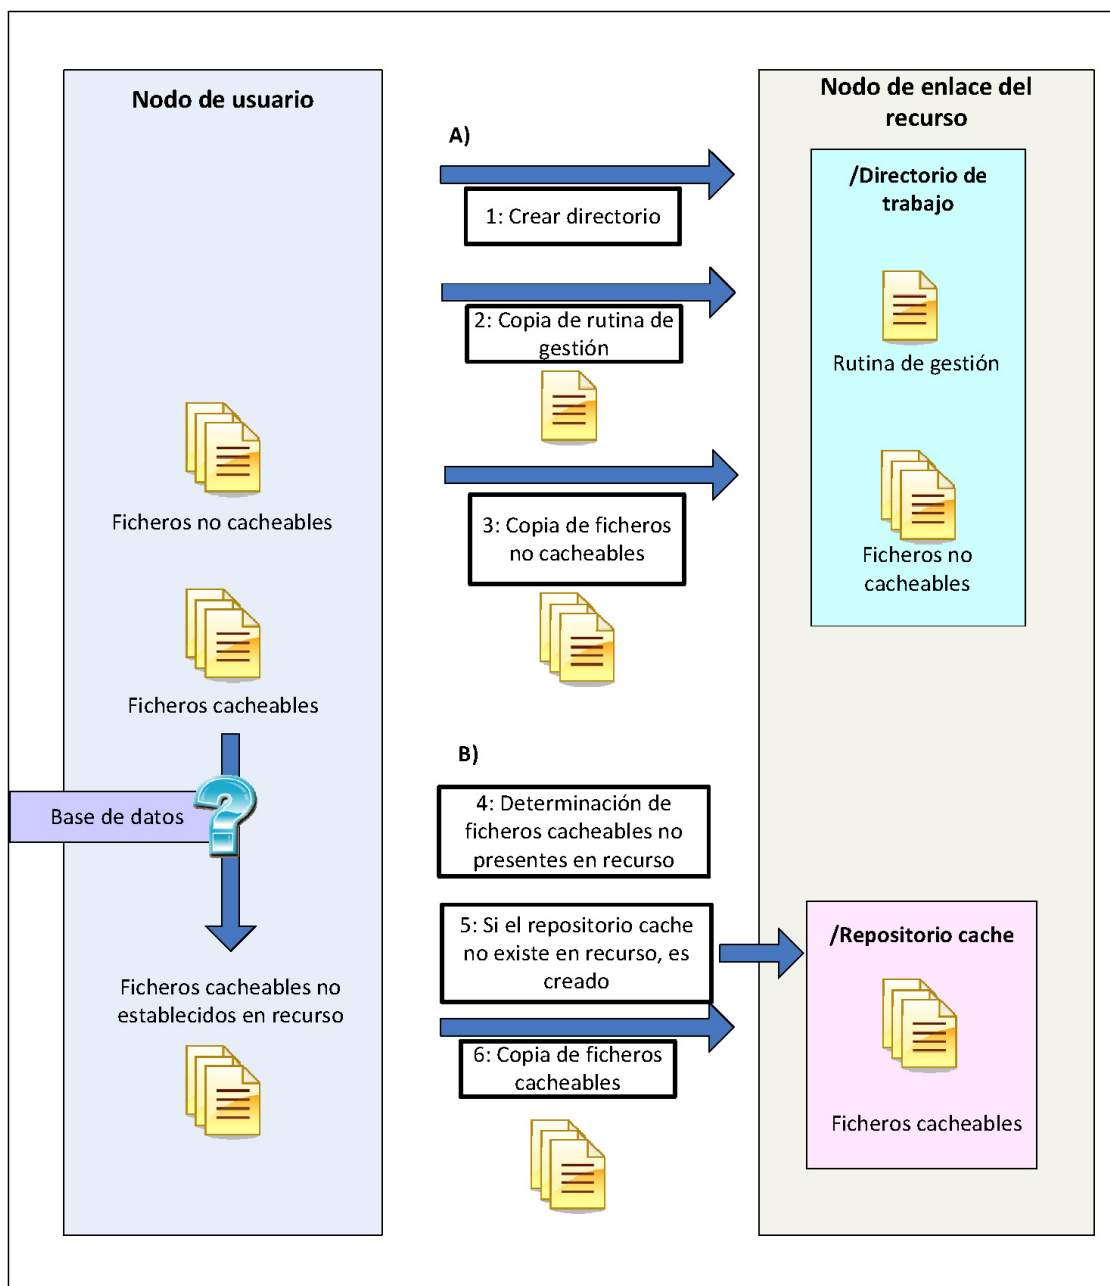 Nodo de usuario
Ficheros no cacheables
Ficheros cacheables
Base de datos
Ficheros cacheables no
establecidos en recurso
A)
1: Crear directorio
2: Copia de rutina de
gestión
3: Copia de ficheros
no cacheables
B)
4: Determinación de
ficheros cacheables no
presentes en recurso
5: Si el repositorio cache
no existe en recurso, es
creado
6: Copia de ficheros
cacheables
Nodo de enlace del
recurso
/Directorio de
trabajo
Rutina de gestión
Ficheros no
cacheables
/Repositorio cache
Ficheros cacheables